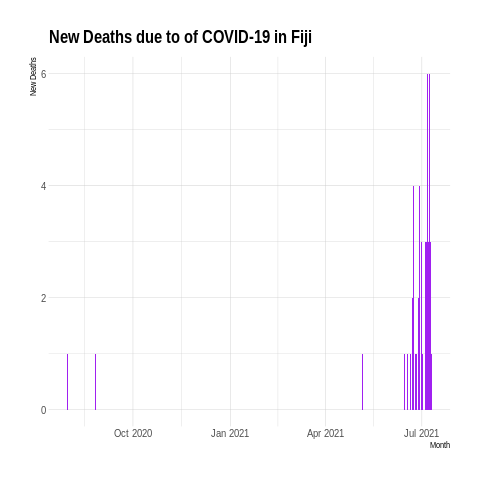 New Deaths due to of COVID-19 in Fiji
New Deaths
6
4
2
0
Oct 2020 Jan 2021 Apr 2021 Jul 2021
Month